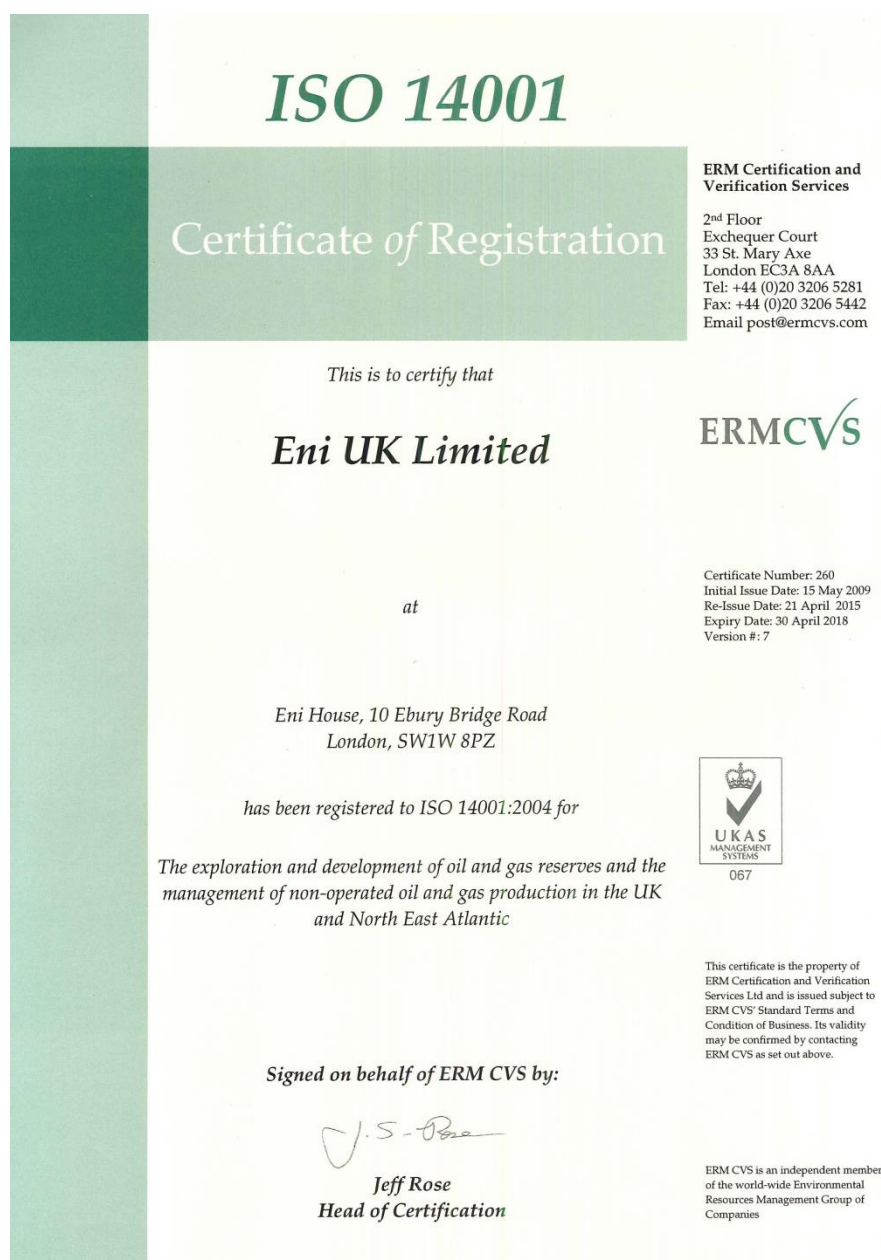 ISO 14001
Certificate of Registration
ERM Certification and
Verification Services
2nd Floor
Exchequer Court
33 St. Mary Axe
London EC3A 8AA
Tel: +44 (0)20 3206 5281
Fax: +44 (0)20 3206 5442
Email post@ermcvs.com
This is to certify that
Eni UK Limited
ERMCVS
at
Certificate Number: 260
Initial Issue Date: 15 May 2009
Re-Issue Date: 21 April 2015
Expiry Date: 30 April 2018
Version #: 7
Eni House, 10 Ebury Bridge Road
London, SW1W 8PZ
has been registered to ISO 14001:2004 for
The exploration and development of oil and gas reserves and the
management of non-operated oil and gas production in the UK
and North East Atlantic
UKAS
MANAGEMENT
SYSTEMS
067
This certificate is the property of
ERM Certification and Verification
Services Ltd and is issued subject to
ERM CVS' Standard Terms and
Condition of Business. Its validity
may be confirmed by contacting
ERM CVS as set out above.
Signed on behalf of ERM CVS by:
J. S - Rose
Jeff Rose
Head of Certification
ERM CVS is an independent member
of the world-wide Environmental
Resources Management Group of
Companies